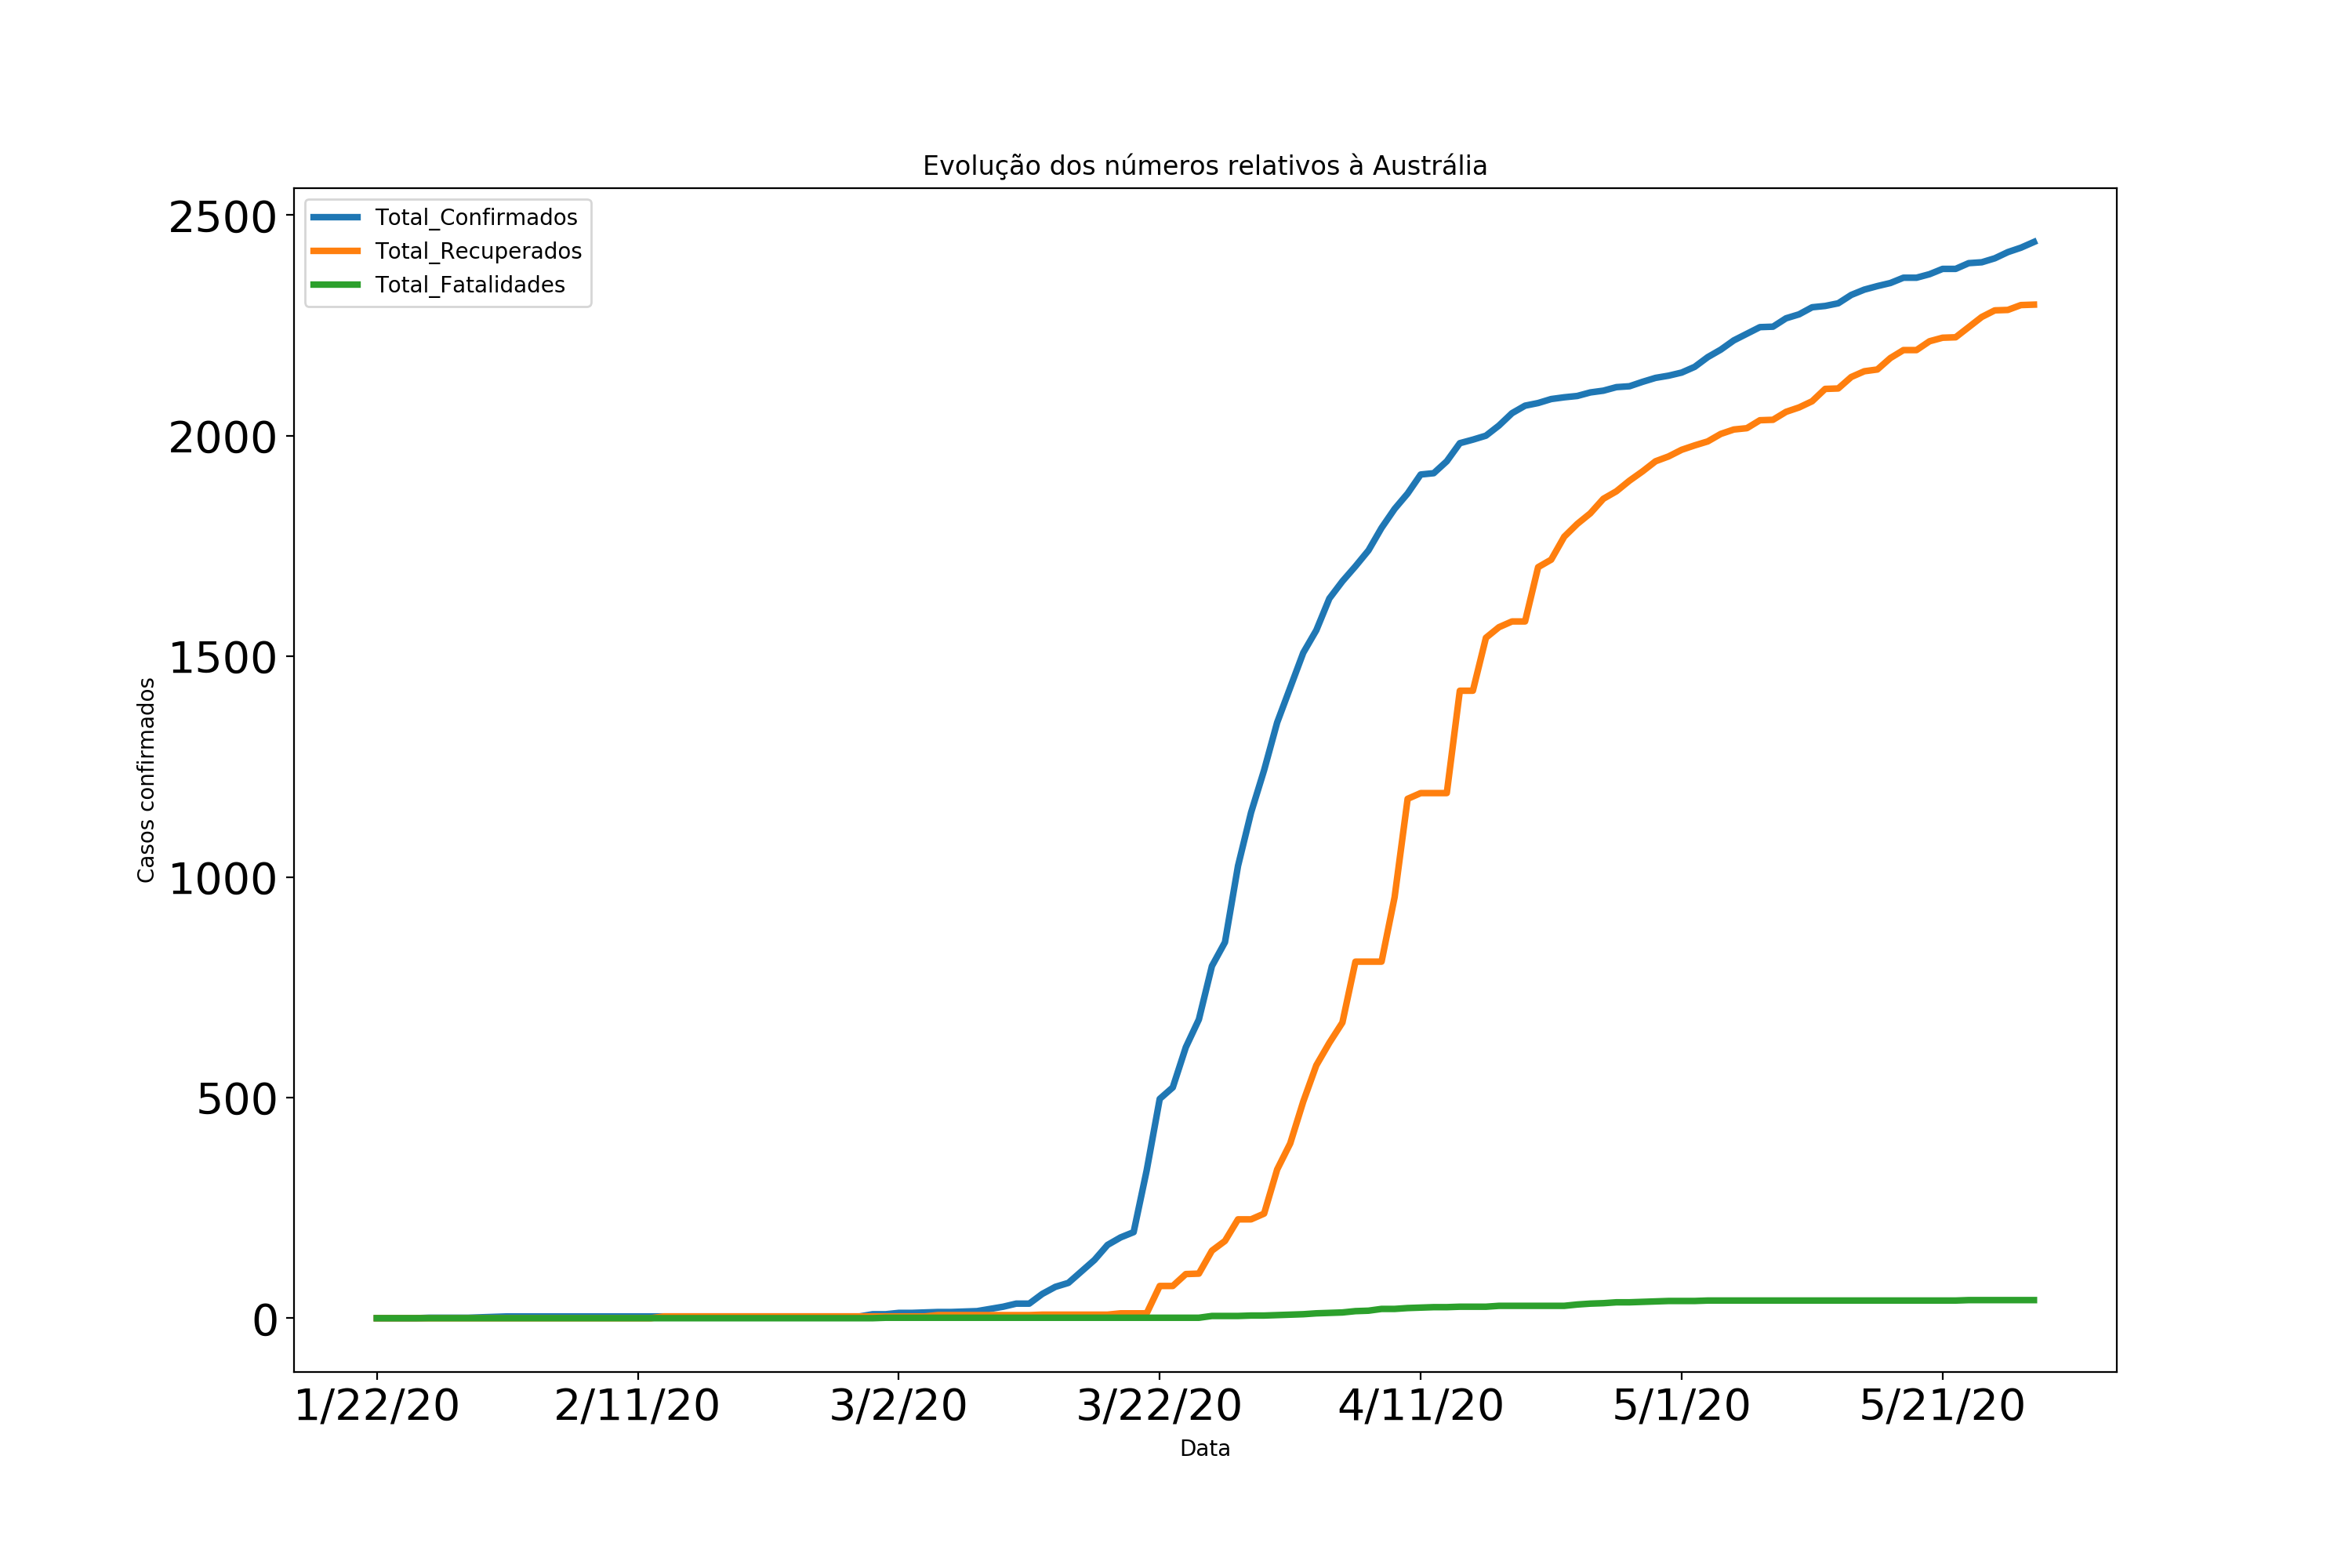 Evolução dos números relativos à Austrália
Total_Confirmados
Total_Recuperados
Total_Fatalidades
2500
2000
1500
1000
500
0
Casos confirmados
1/22/20
2/11/20
3/2/20
3/22/20
4/11/20
5/1/20
5/21/20
Data